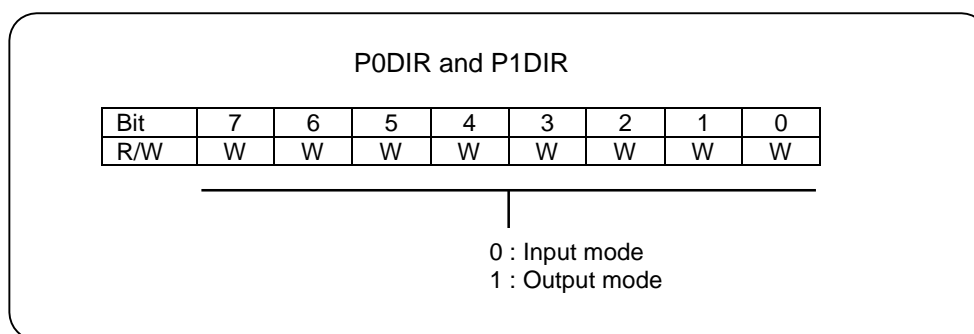 P0DIR and P1DIR
Bit 7 6 5 4 3 2 1 0
R/W W W W W W W W W
0 : Input mode
1 : Output mode